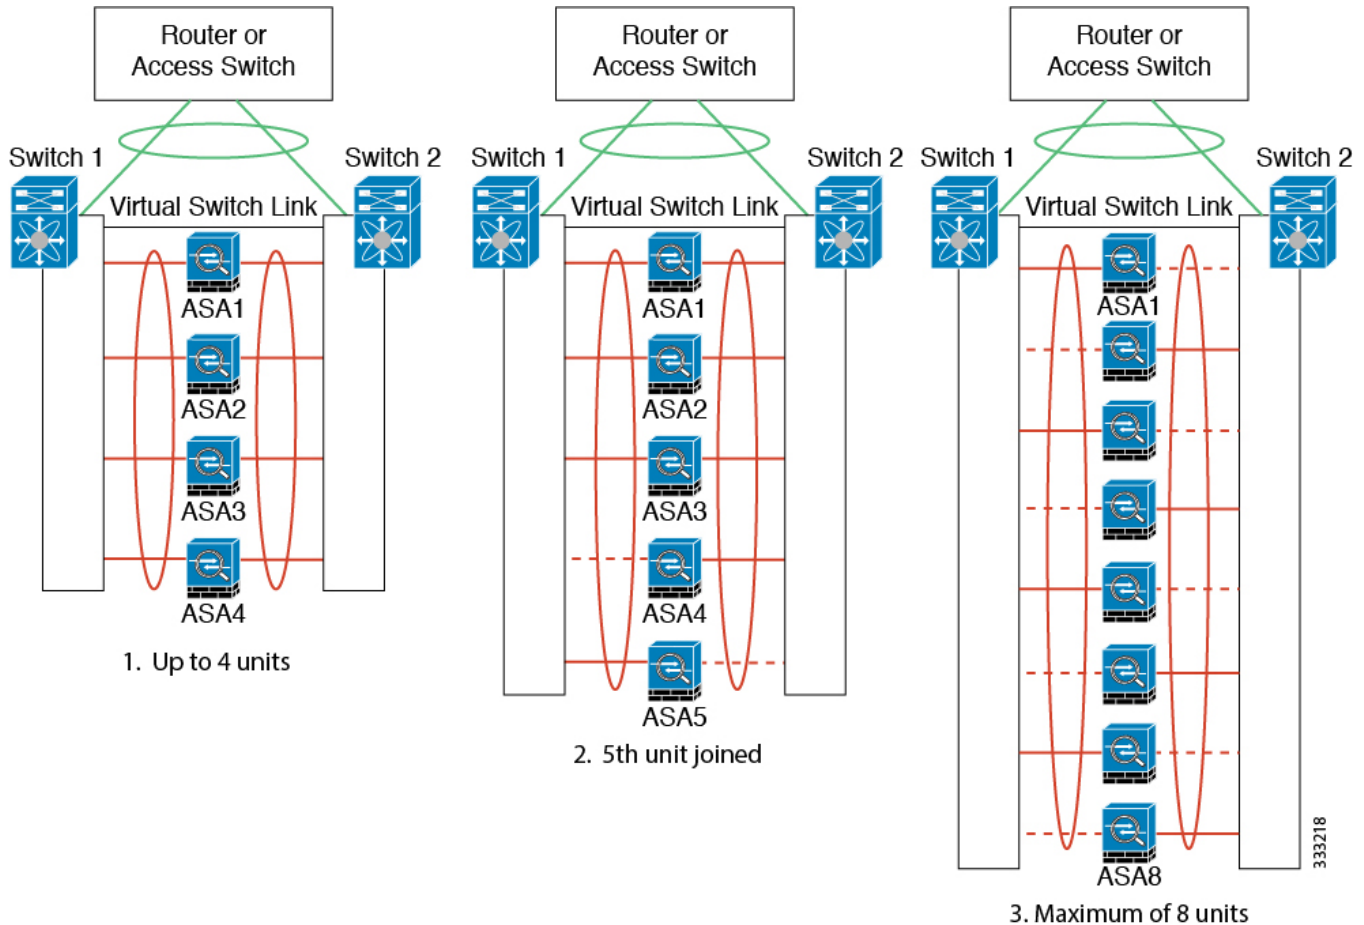 Router or
Access Switch
Switch 1
Switch 2
Virtual Switch Link
ASA1
ASA2
ASA3
ASA4
1. Up to 4 units
Router or
Access Switch
Switch 1
Switch 2
Virtual Switch Link
ASA1
ASA2
ASA3
ASA4
ASA5
2. 5th unit joined
Router or
Access Switch
Switch 1
Switch 2
Virtual Switch Link
ASA1
ASA8
333218
3. Maximum of 8 units